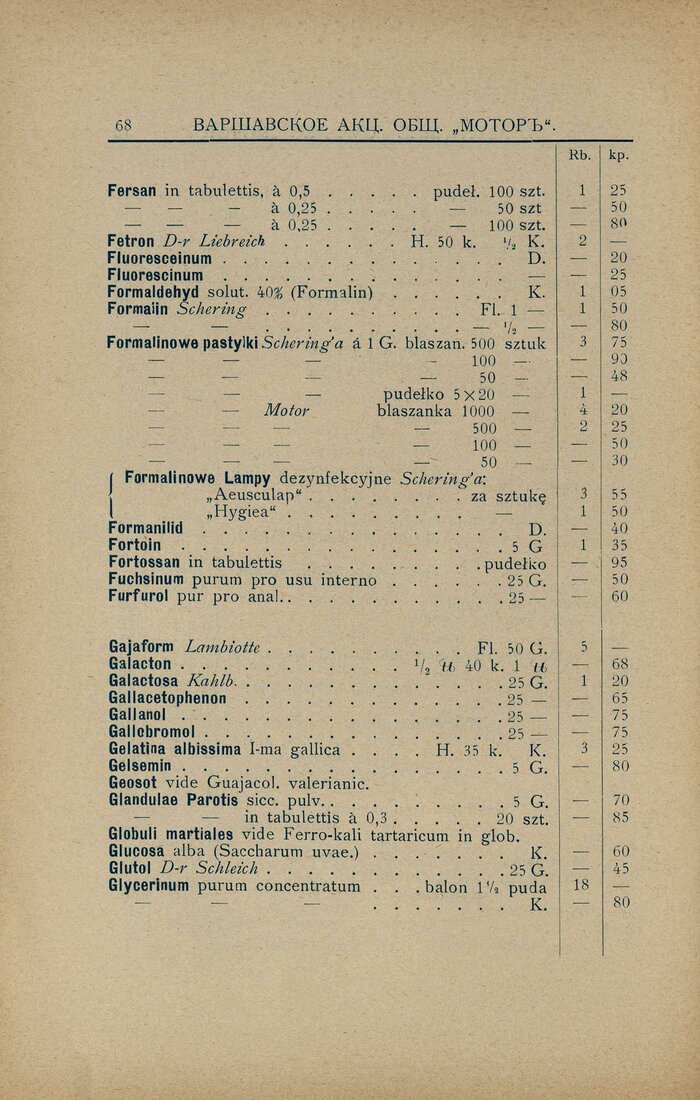 68 ВАРШАВСКОЕ АКЦ. ОБЩ. „МОТОРЪ“.
Rb. kp.
Fersan in tabulettis, à 0,5 . . . . . pudeł. 100 szt. 1 25
— — — à 0,25 . . . . . — 50 szt — 50
— — — à 0,25 . . . . . — 100 szt. — 80
Fetron D-r Liebreich . . . . . . H. 50 k. ½ K. 2 —
Fluoresceinum . . . . . . . . . . . . . . D. — 20
Fluorescinum . . . . . . . . . . . . . . — — 25
Formaldehyd solut. 40% (Formalin) . . . . . . K. 1 05
Formalin Schering . . . . . . . . . . Fl. 1 — 1 50
— — . . . . . . . . . . — ½ — — 80
Formalinowe pastylki Schering'a á 1 G. blaszan. 500 sztuk 3 75
— — — — 100 — — 90
— — — — 50 — — 48
— — — pudełko 5×20 — 1 —
— — Motor blaszanka 1000 — 4 20
— — — — 500 — 2 25
— — — — 100 — — 50
— — — — 50 — — 30
Formalinowe Lampy dezynfekcyjne Schering'a:
„Aeusculap“ . . . . . . . . za sztukę 3 55
„Hygiea“ . . . . . . . . — 1 50
Formanilid . . . . . . . . . . . . . . . D. — 40
Fortoin . . . . . . . . . . . . . . . 5 G 1 35
Fortossan in tabulettis . . . . . . . . pudełko — 95
Fuchsinum purum pro usu interno . . . . . . 25 G. — 50
Furfurol pur pro anal. . . . . . . . . . . . 25 — — 60
Gajaform Lambiotte . . . . . . . . . . Fl. 50 G. 5 —
Galacton . . . . . . . . . . . ½ ℔ 40 k. 1 ℔ — 68
Galactosa Kahlb. . . . . . . . . . . . . . 25 G. 1 20
Gallacetophenon . . . . . . . . . . . . . 25 — — 65
Gallanol . . . . . . . . . . . . . . . . 25 — — 75
Gallobromol . . . . . . . . . . . . . . . 25 — — 75
Gelatina albissima I-ma gallica . . . . H. 35 k. K. 3 25
Gelsemin . . . . . . . . . . . . . . . 5 G. — 80
Geosot vide Guajacol. valerianic.
Glandulae Parotis sicc. pulv. . . . . . . . . . 5 G. — 70
— — in tabulettis à 0,3 . . . . . 20 szt. — 85
Globuli martiales vide Ferro-kali tartaricum in glob.
Glucosa alba (Saccharum uvae.) . . . . . . . K. — 60
Glutol D-r Schleich . . . . . . . . . . . . 25 G. — 45
Glycerinum purum concentratum . . . balon 1½ puda 18 —
— — — . . . . . . . K. — 80